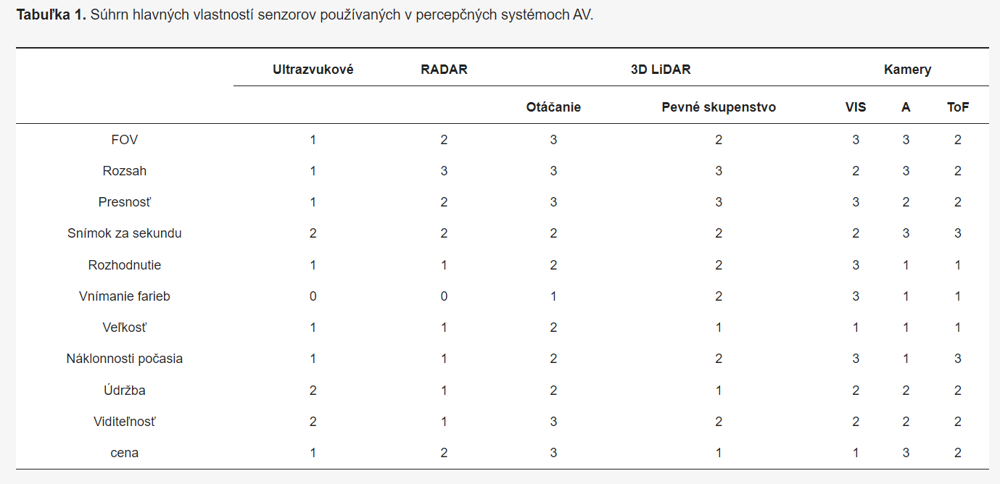 Tabuľka 1. Súhrn hlavných vlastností senzorov používaných v percepčných systémoch AV.
Ultrazvukové RADAR 3D LiDAR Kamery
Otáčanie Pevné skupenstvo VIS A ToF
FOV 1 2 3 2 3 3 2
Rozsah 1 3 3 3 2 3 2
Presnosť 1 2 3 3 3 2 2
Snímok za sekundu 2 2 2 2 2 3 3
Rozhodnutie 1 1 2 2 3 1 1
Vnímanie farieb 0 0 1 2 3 1 1
Veľkosť 1 1 2 1 1 1 1
Náklonnosti počasia 1 1 2 2 3 1 3
Údržba 2 1 2 1 2 2 2
Viditeľnosť 2 1 3 2 2 2 2
cena 1 2 3 1 1 3 2